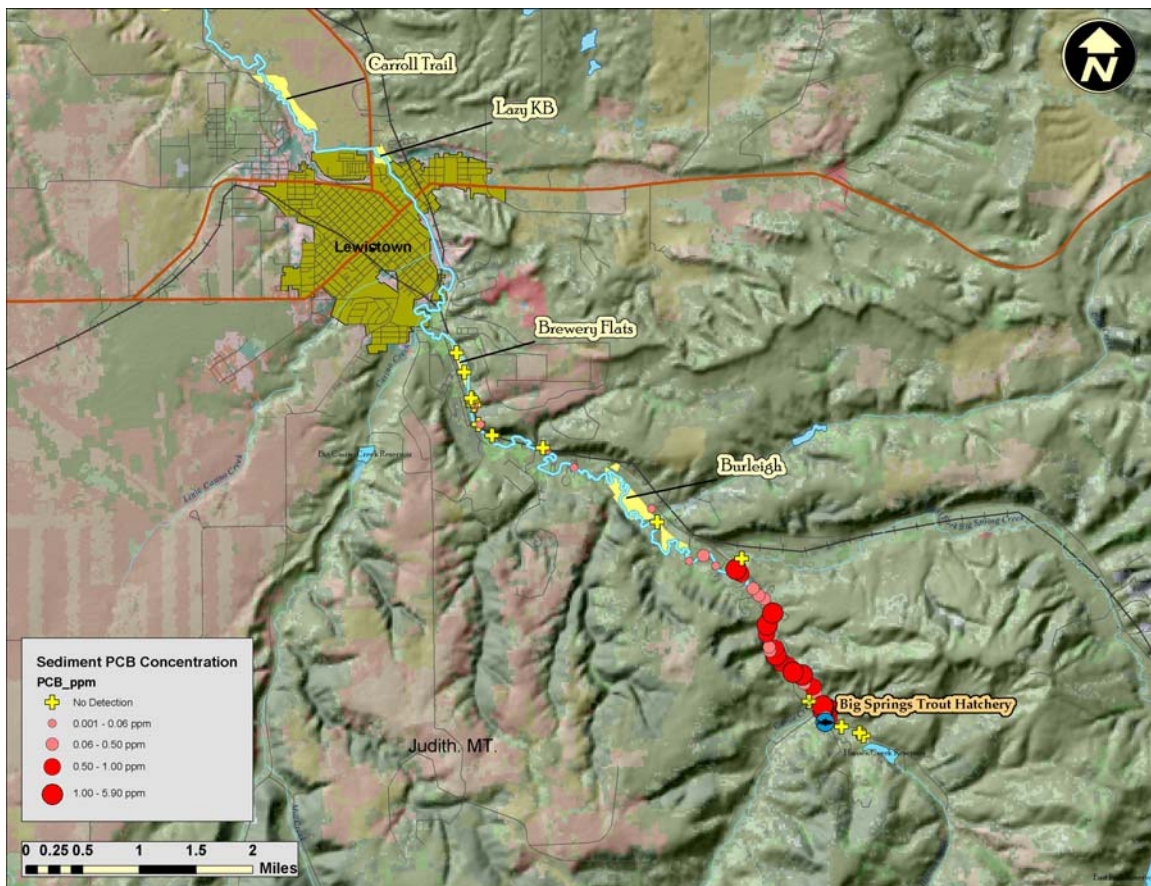 N
Carroll Trail
Lazy KB
Lewistown
Brewery Flats
Burleigh
Big Springs Trout Hatchery
Judith. MT.
Sediment PCB Concentration
PCB_ppm
No Detection
0.001 - 0.06 ppm
0.06 - 0.50 ppm
0.50 - 1.00 ppm
1.00 - 5.90 ppm
0 0.25 0.5 1 1.5 2
Miles